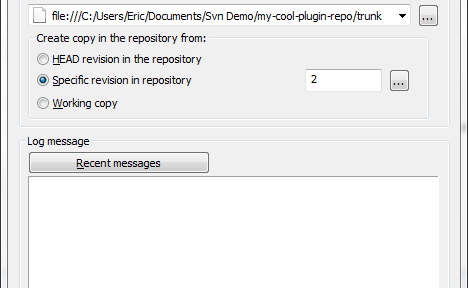 file:///C:/Users/Eric/Documents/Svn Demo/my-cool-plugin-repo/trunk ...
Create copy in the repository from:
HEAD revision in the repository
Specific revision in repository 2 ...
Working copy
Log message
Recent messages